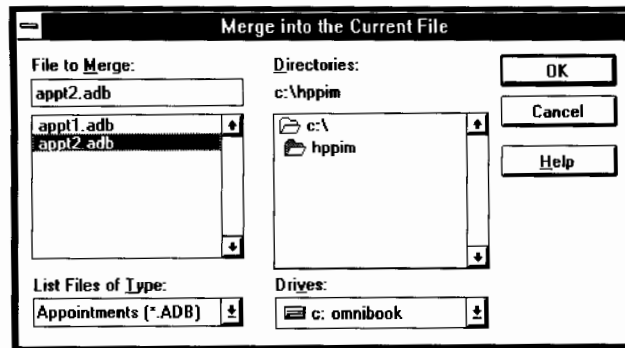 Merge into the Current File
File to Merge:
appt2.adb
appt1.adb
appt2.adb
List Files of Type:
Appointments (*.ADB)
Directories:
c:\hppim
c:\
hppim
Drives:
c: omnibook
OK
Cancel
Help